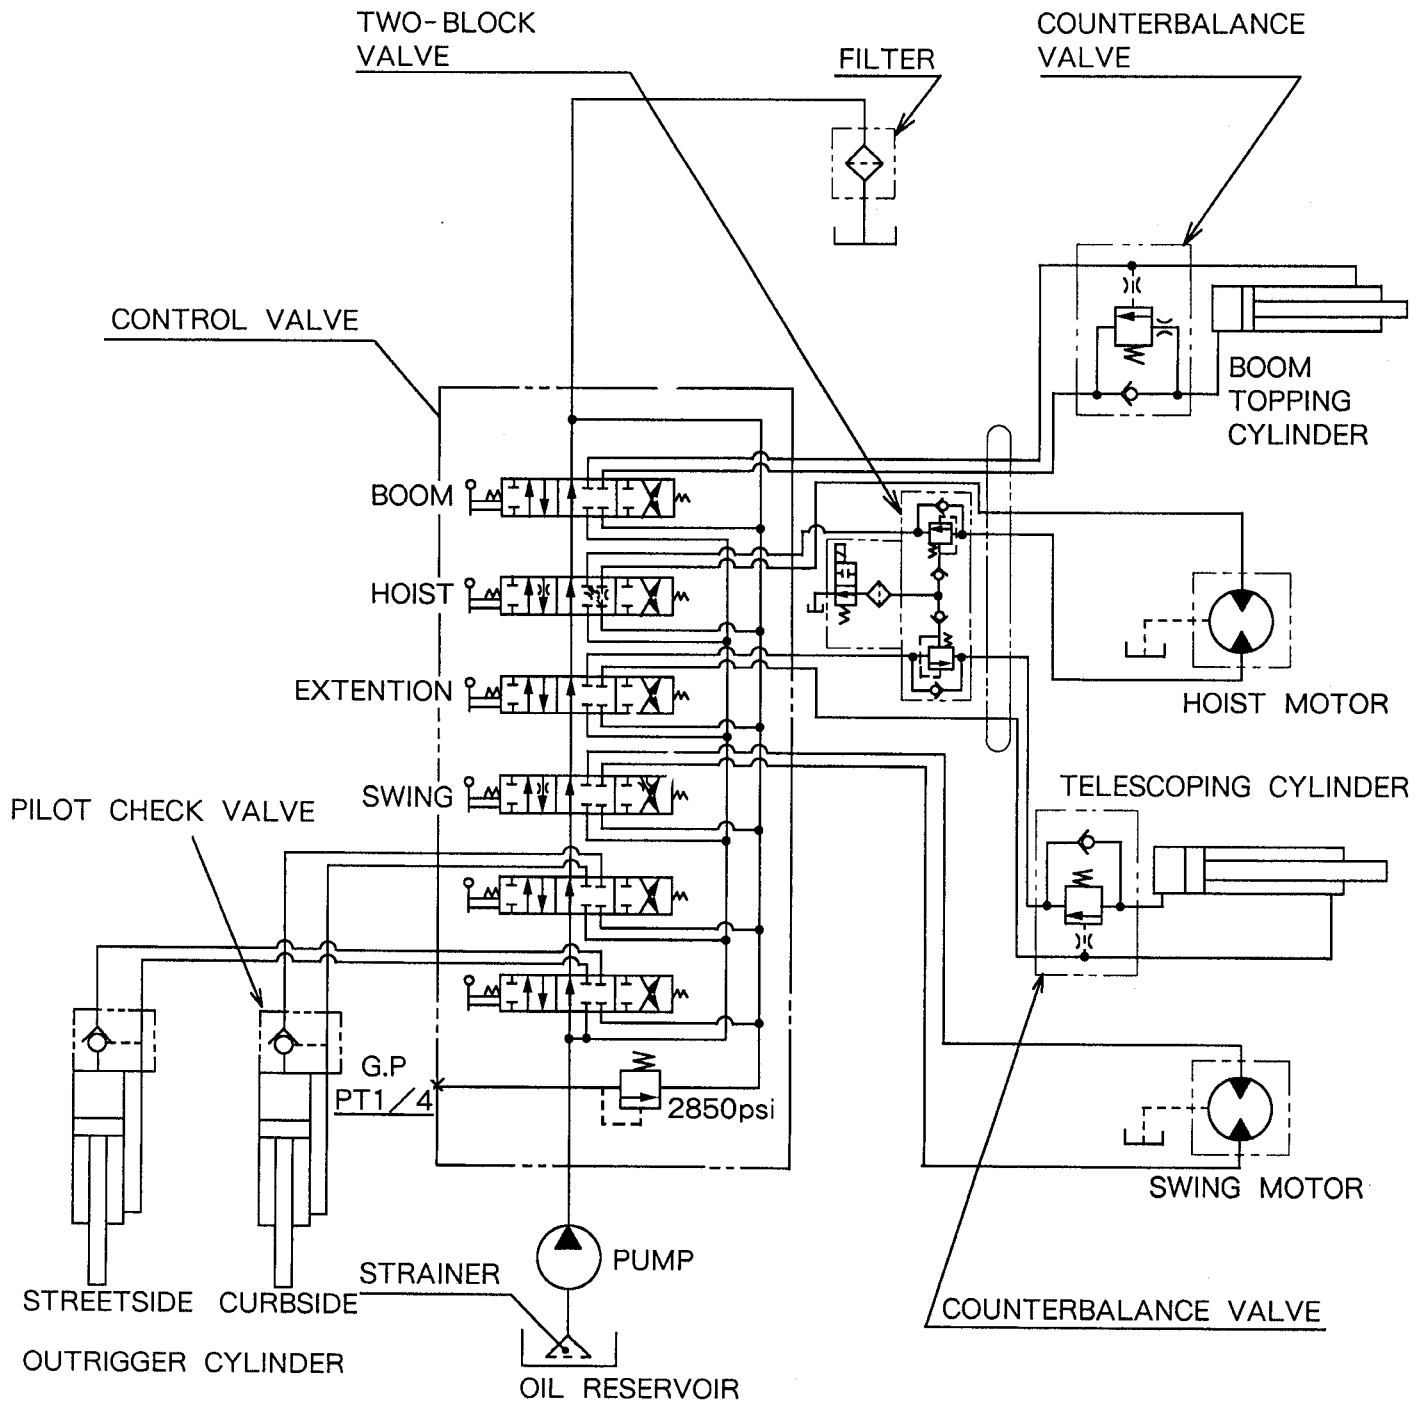 TWO-BLOCK
VALVE
FILTER
COUNTERBALANCE
VALVE
CONTROL VALVE
BOOM
TOPPING
CYLINDER
BOOM
HOIST
EXTENTION
HOIST MOTOR
SWING
TELESCOPING CYLINDER
PILOT CHECK VALVE
G.P
PT1/4
2850psi
SWING MOTOR
PUMP
STRAINER
STREETSIDE CURBSIDE
COUNTERBALANCE VALVE
OUTRIGGER CYLINDER
OIL RESERVOIR